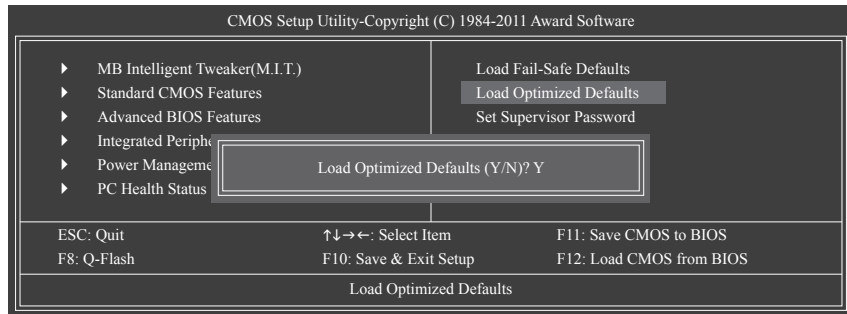 CMOS Setup Utility-Copyright (C) 1984-2011 Award Software
MB Intelligent Tweaker(M.I.T.)
Standard CMOS Features
Advanced BIOS Features
Integrated Periphe
Power Manageme
PC Health Status
Load Fail-Safe Defaults
Load Optimized Defaults
Set Supervisor Password
Load Optimized Defaults (Y/N)? Y
ESC: Quit
↑↓→←: Select Item
F11: Save CMOS to BIOS
F8: Q-Flash
F10: Save & Exit Setup
F12: Load CMOS from BIOS
Load Optimized Defaults